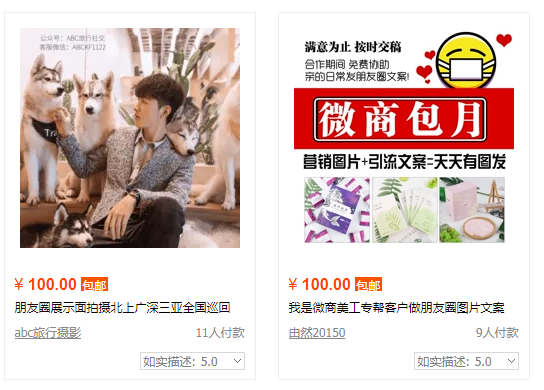 公众号：ABC旅行社交
客服微信：ABCKF1122
Tra
¥ 100.00 包邮
朋友圈展示面拍摄北上广深三亚全国巡回
abc旅行摄影 11人付款
如实描述: 5.0
满意为止 按时交稿
合作期间 免费协助
亲的日常发朋友圈文案!
微商包月
营销图片+引流文案=天天有图发
¥ 100.00 包邮
我是微商美工专帮客户做朋友圈图片文案
由然20150 9人付款
如实描述: 5.0